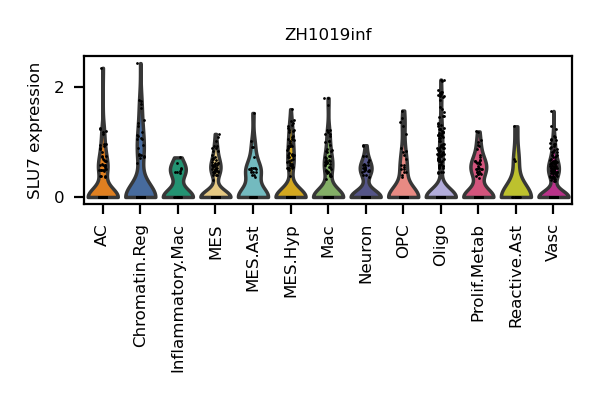 ZH1019inf
SLU7 expression
2
0
AC
Chromatin.Reg
Inflammatory.Mac
MES
MES.Ast
MES.Hyp
Mac
Neuron
OPC
Oligo
Prolif.Metab
Reactive.Ast
Vasc